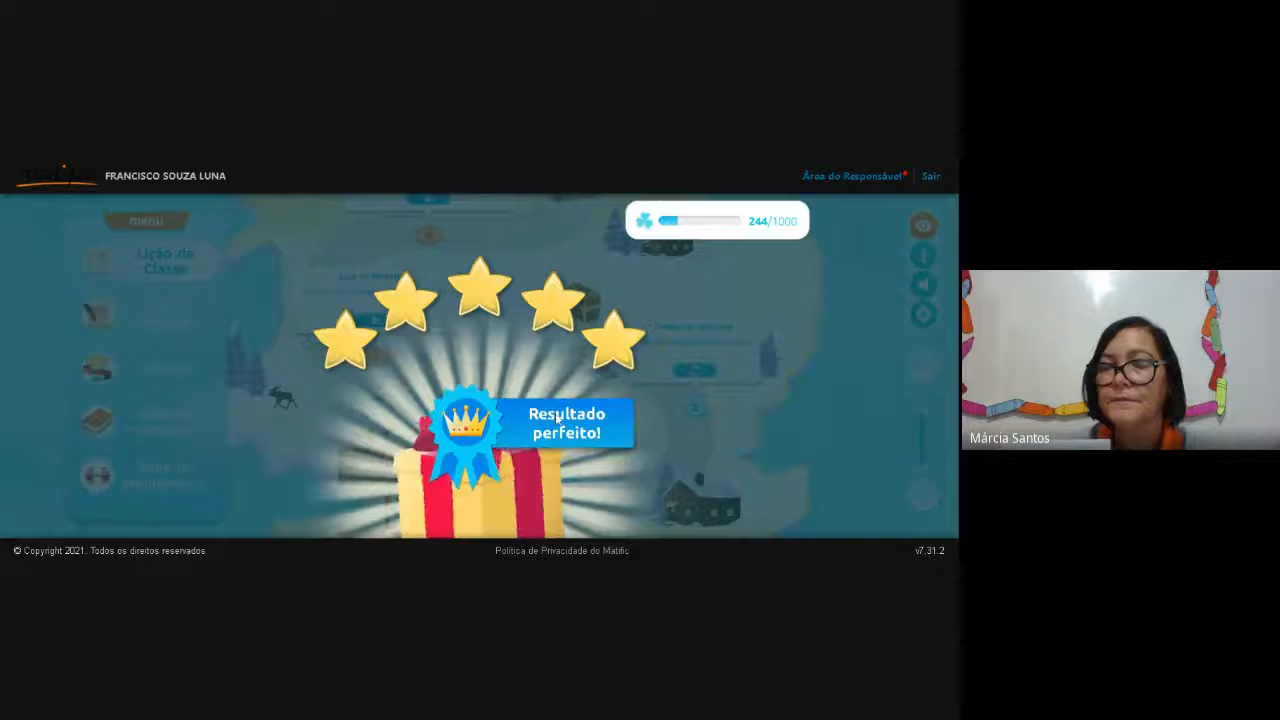 FRANCISCO SOUZA LUNA
Área do Responsável
Sair
menu
244/1000
Lição de
Classe
Resultado
perfeito!
Márcia Santos
© Copyright 2021. Todos os direitos reservados.
Política de Privacidade do Matific
v7.31.2